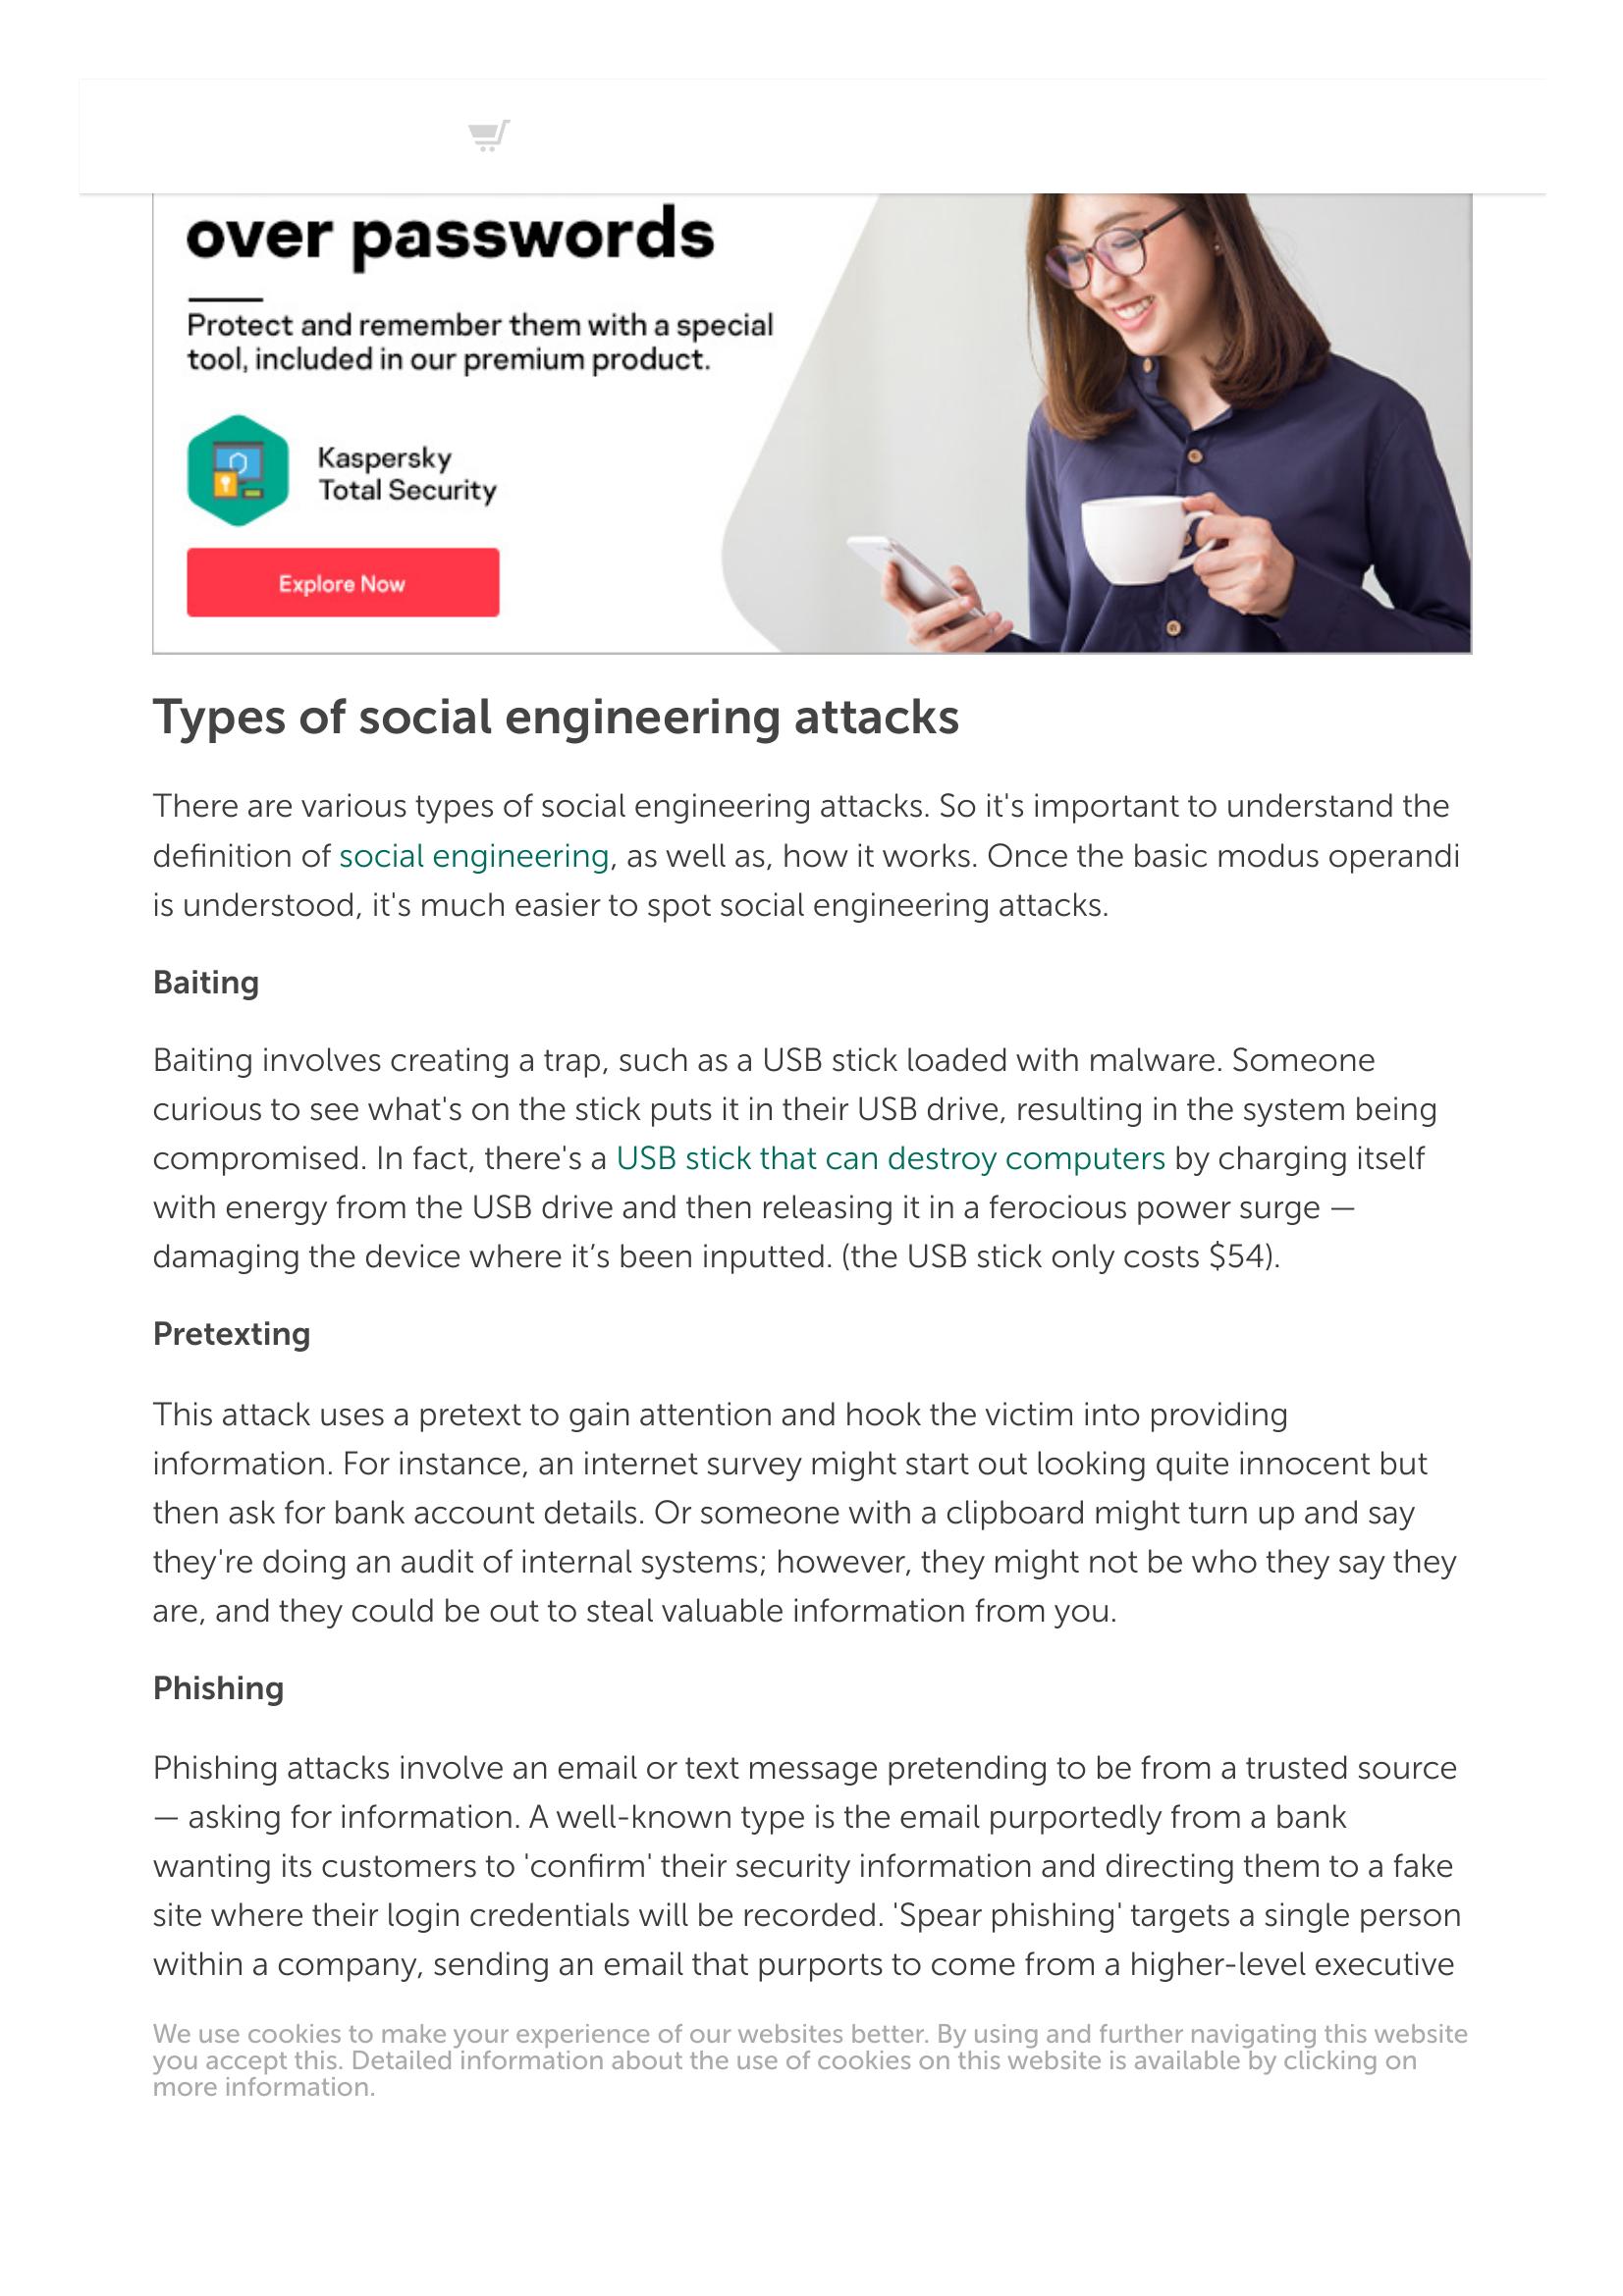 over passwords
Protect and remember them with a special
tool, included in our premium product.
Kaspersky
Total Security
Explore Now
Types of social engineering attacks
There are various types of social engineering attacks. So it's important to understand the
definition of social engineering, as well as, how it works. Once the basic modus operandi
is understood, it's much easier to spot social engineering attacks.
Baiting
Baiting involves creating a trap, such as a USB stick loaded with malware. Someone
curious to see what's on the stick puts it in their USB drive, resulting in the system being
compromised. In fact, there's a USB stick that can destroy computers by charging itself
with energy from the USB drive and then releasing it in a ferocious power surge —
damaging the device where it’s been inputted. (the USB stick only costs $54).
Pretexting
This attack uses a pretext to gain attention and hook the victim into providing
information. For instance, an internet survey might start out looking quite innocent but
then ask for bank account details. Or someone with a clipboard might turn up and say
they're doing an audit of internal systems; however, they might not be who they say they
are, and they could be out to steal valuable information from you.
Phishing
Phishing attacks involve an email or text message pretending to be from a trusted source
— asking for information. A well-known type is the email purportedly from a bank
wanting its customers to 'confirm' their security information and directing them to a fake
site where their login credentials will be recorded. 'Spear phishing' targets a single person
within a company, sending an email that purports to come from a higher-level executive
We use cookies to make your experience of our websites better. By using and further navigating this website
you accept this. Detailed information about the use of cookies on this website is available by clicking on
more information.